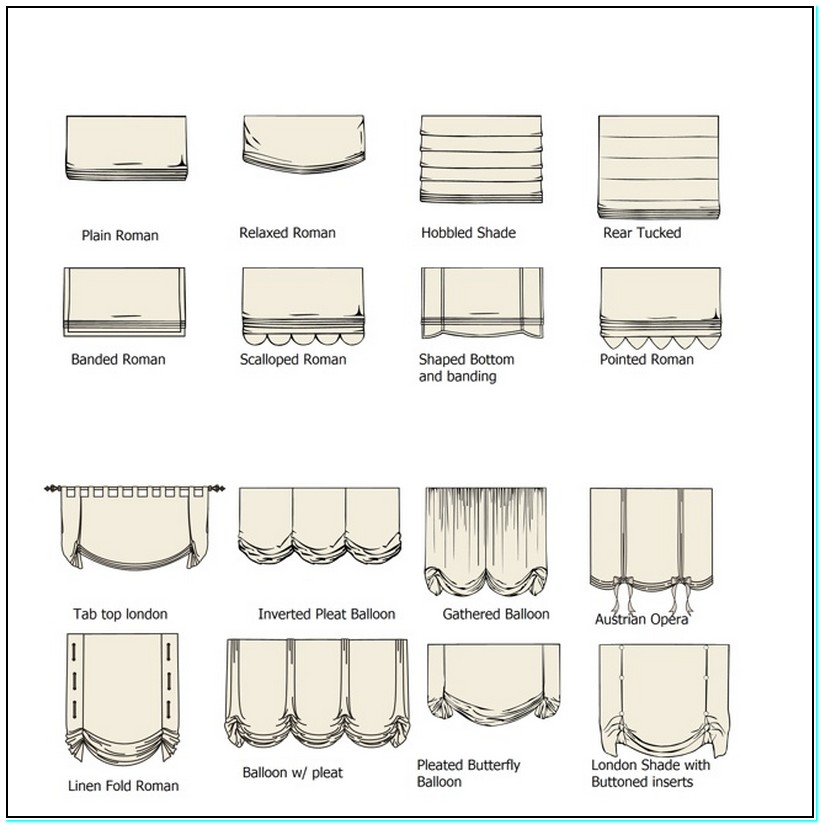 Plain Roman
Relaxed Roman
Hobbled Shade
Rear Tucked
Banded Roman
Scalloped Roman
Shaped Bottom
and banding
Pointed Roman
Tab top london
Inverted Pleat Balloon
Gathered Balloon
Austrian Opera
Linen Fold Roman
Balloon w/ pleat
Pleated Butterfly
Balloon
London Shade with
Buttoned inserts